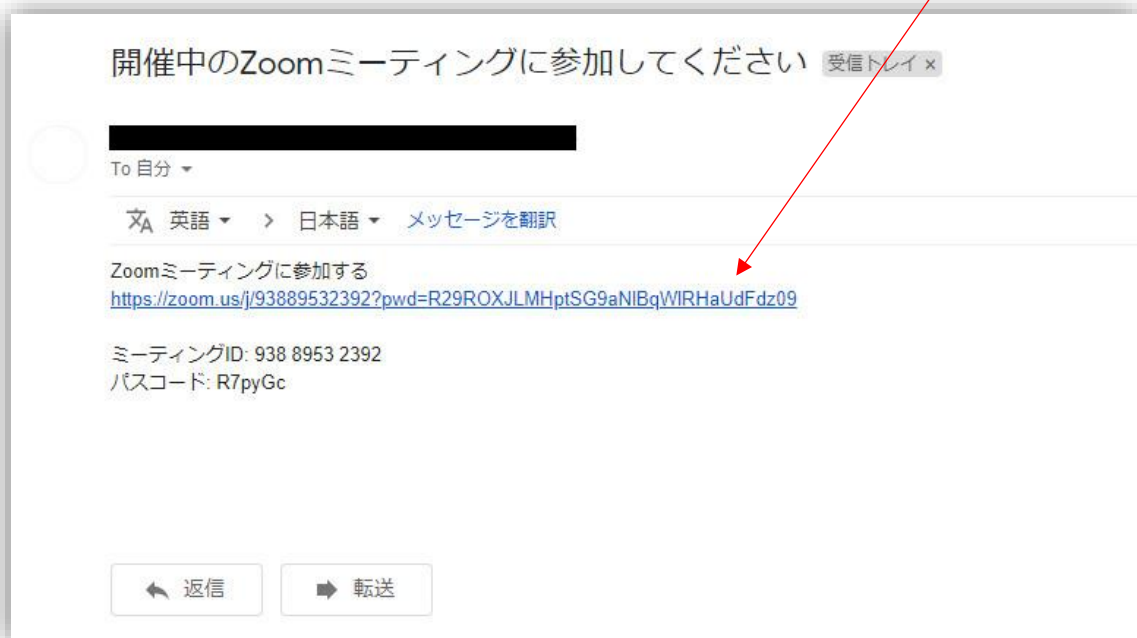 開催中のZoomミーティングに参加してください 受信トレイ ×
To 自分
文A 英語 > 日本語 メッセージを翻訳
Zoomミーティングに参加する
https://zoom.us/j/93889532392?pwd=R29ROXJLMHptSG9aNlBqWlRHaUdFdz09
ミーティングID: 938 8953 2392
パスコード: R7pyGc
返信 転送